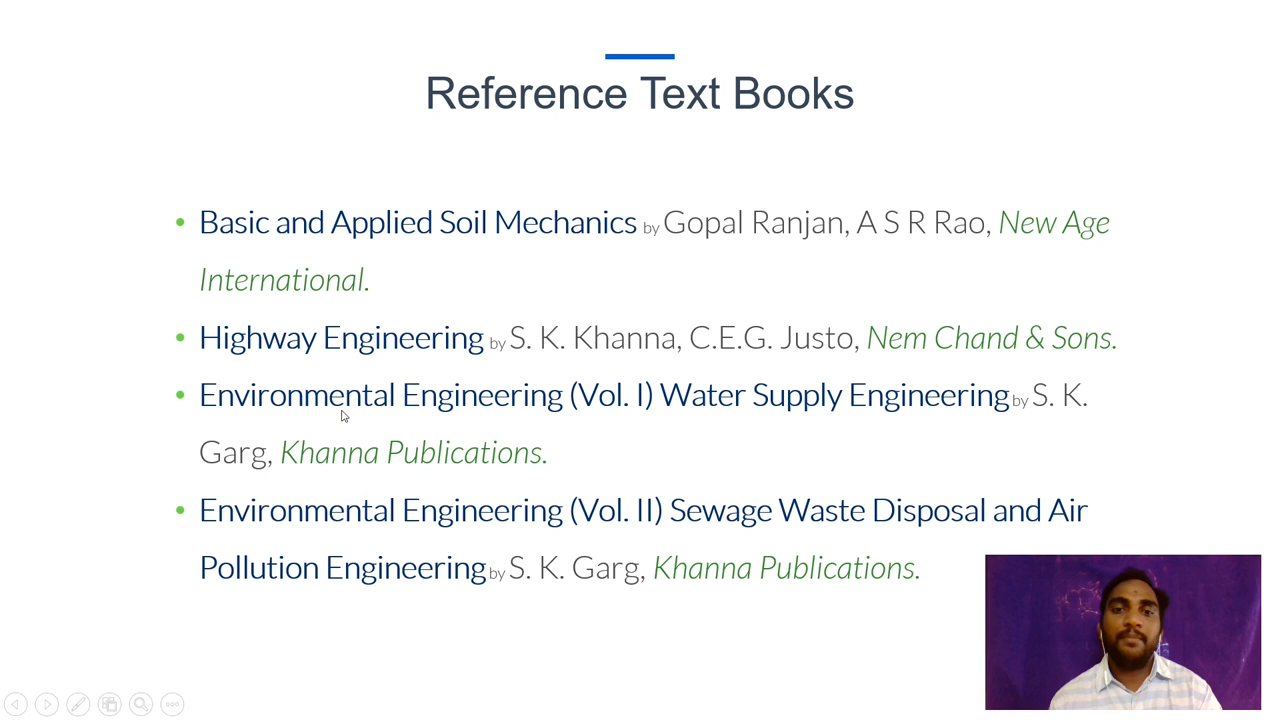 Reference Text Books
• Basic and Applied Soil Mechanics by Gopal Ranjan, A S R Rao, New Age
International.
• Highway Engineering by S. K. Khanna, C.E.G. Justo, Nem Chand & Sons.
• Environmental Engineering (Vol. I) Water Supply Engineering by S. K.
Garg, Khanna Publications.
• Environmental Engineering (Vol. II) Sewage Waste Disposal and Air
Pollution Engineering by S. K. Garg, Khanna Publications.